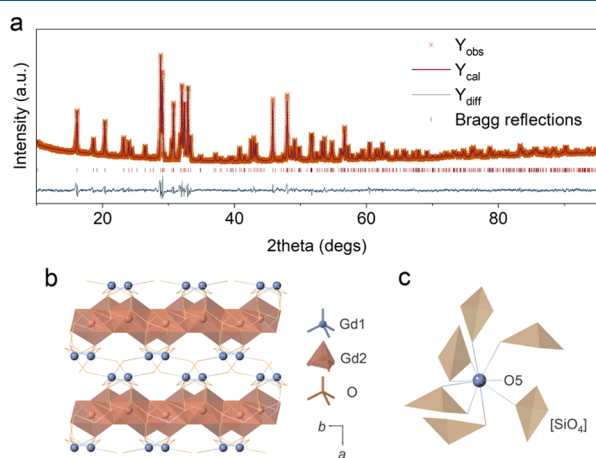 a
Intensity (a.u.)
Yobs
Ycal
Ydiff
Bragg reflections
20 40 60 80
2theta (degs)
b
Gd1
Gd2
O
b
a
c
O5
[SiO4]